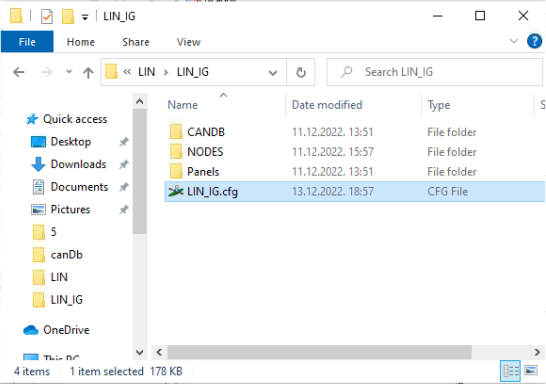 LIN_IG
File Home Share View
« LIN > LIN_IG Search LIN_IG
Name Date modified Type S
Quick access
Desktop
Downloads
Documents
Pictures
5
canDb
LIN
LIN_IG
OneDrive
This PC
CANDB 11.12.2022. 13:51 File folder
NODES 11.12.2022. 15:57 File folder
Panels 11.12.2022. 13:51 File folder
LIN_IG.cfg 13.12.2022. 18:57 CFG File
4 items 1 item selected 178 KB